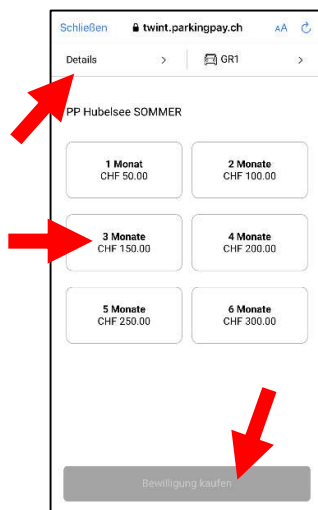 Schließen twint.parkingpay.ch AA
Details > GR1 >
PP Hubelsee SOMMER
1 Monat 2 Monate
CHF 50.00 CHF 100.00
3 Monate 4 Monate
CHF 150.00 CHF 200.00
5 Monate 6 Monate
CHF 250.00 CHF 300.00
Bewilligung kaufen